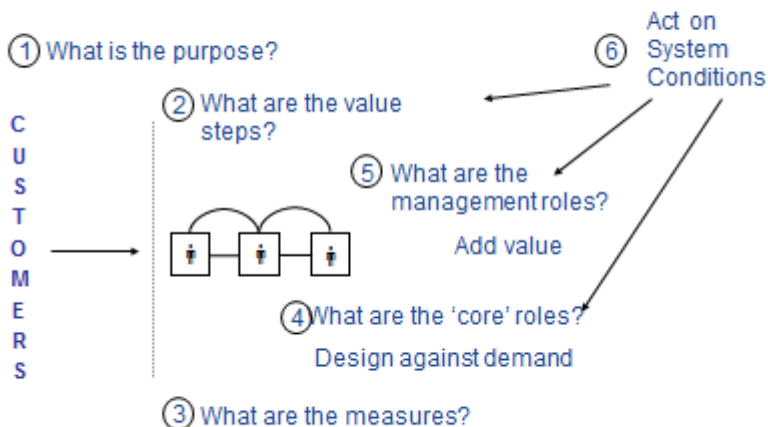 1 What is the purpose?
6 Act on
System
Conditions
2 What are the value
steps?
CUSTOMERS
5 What are the
management roles?
Add value
4 What are the ‘core’ roles?
Design against demand
3 What are the measures?